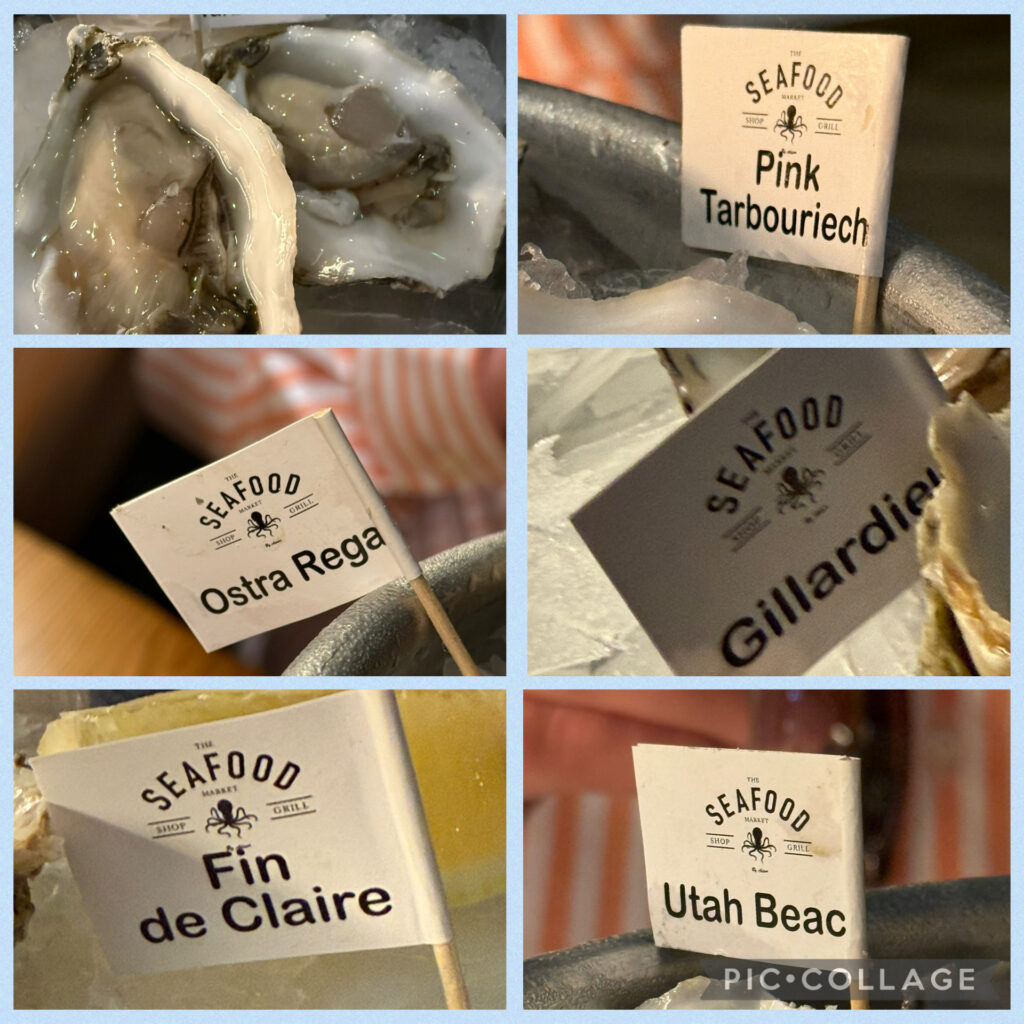 THE
SEAFOOD
MARKET
SHOP GRILL
Pink
Tarbouriech
THE
SEAFOOD
MARKET
SHOP GRILL
Ostra Rega
THE
SEAFOOD
MARKET
SHOP GRILL
Gillardie
THE
SEAFOOD
MARKET
SHOP GRILL
Fin
de Claire
THE
SEAFOOD
MARKET
SHOP GRILL
Utah Beac
PIC•COLLAGE